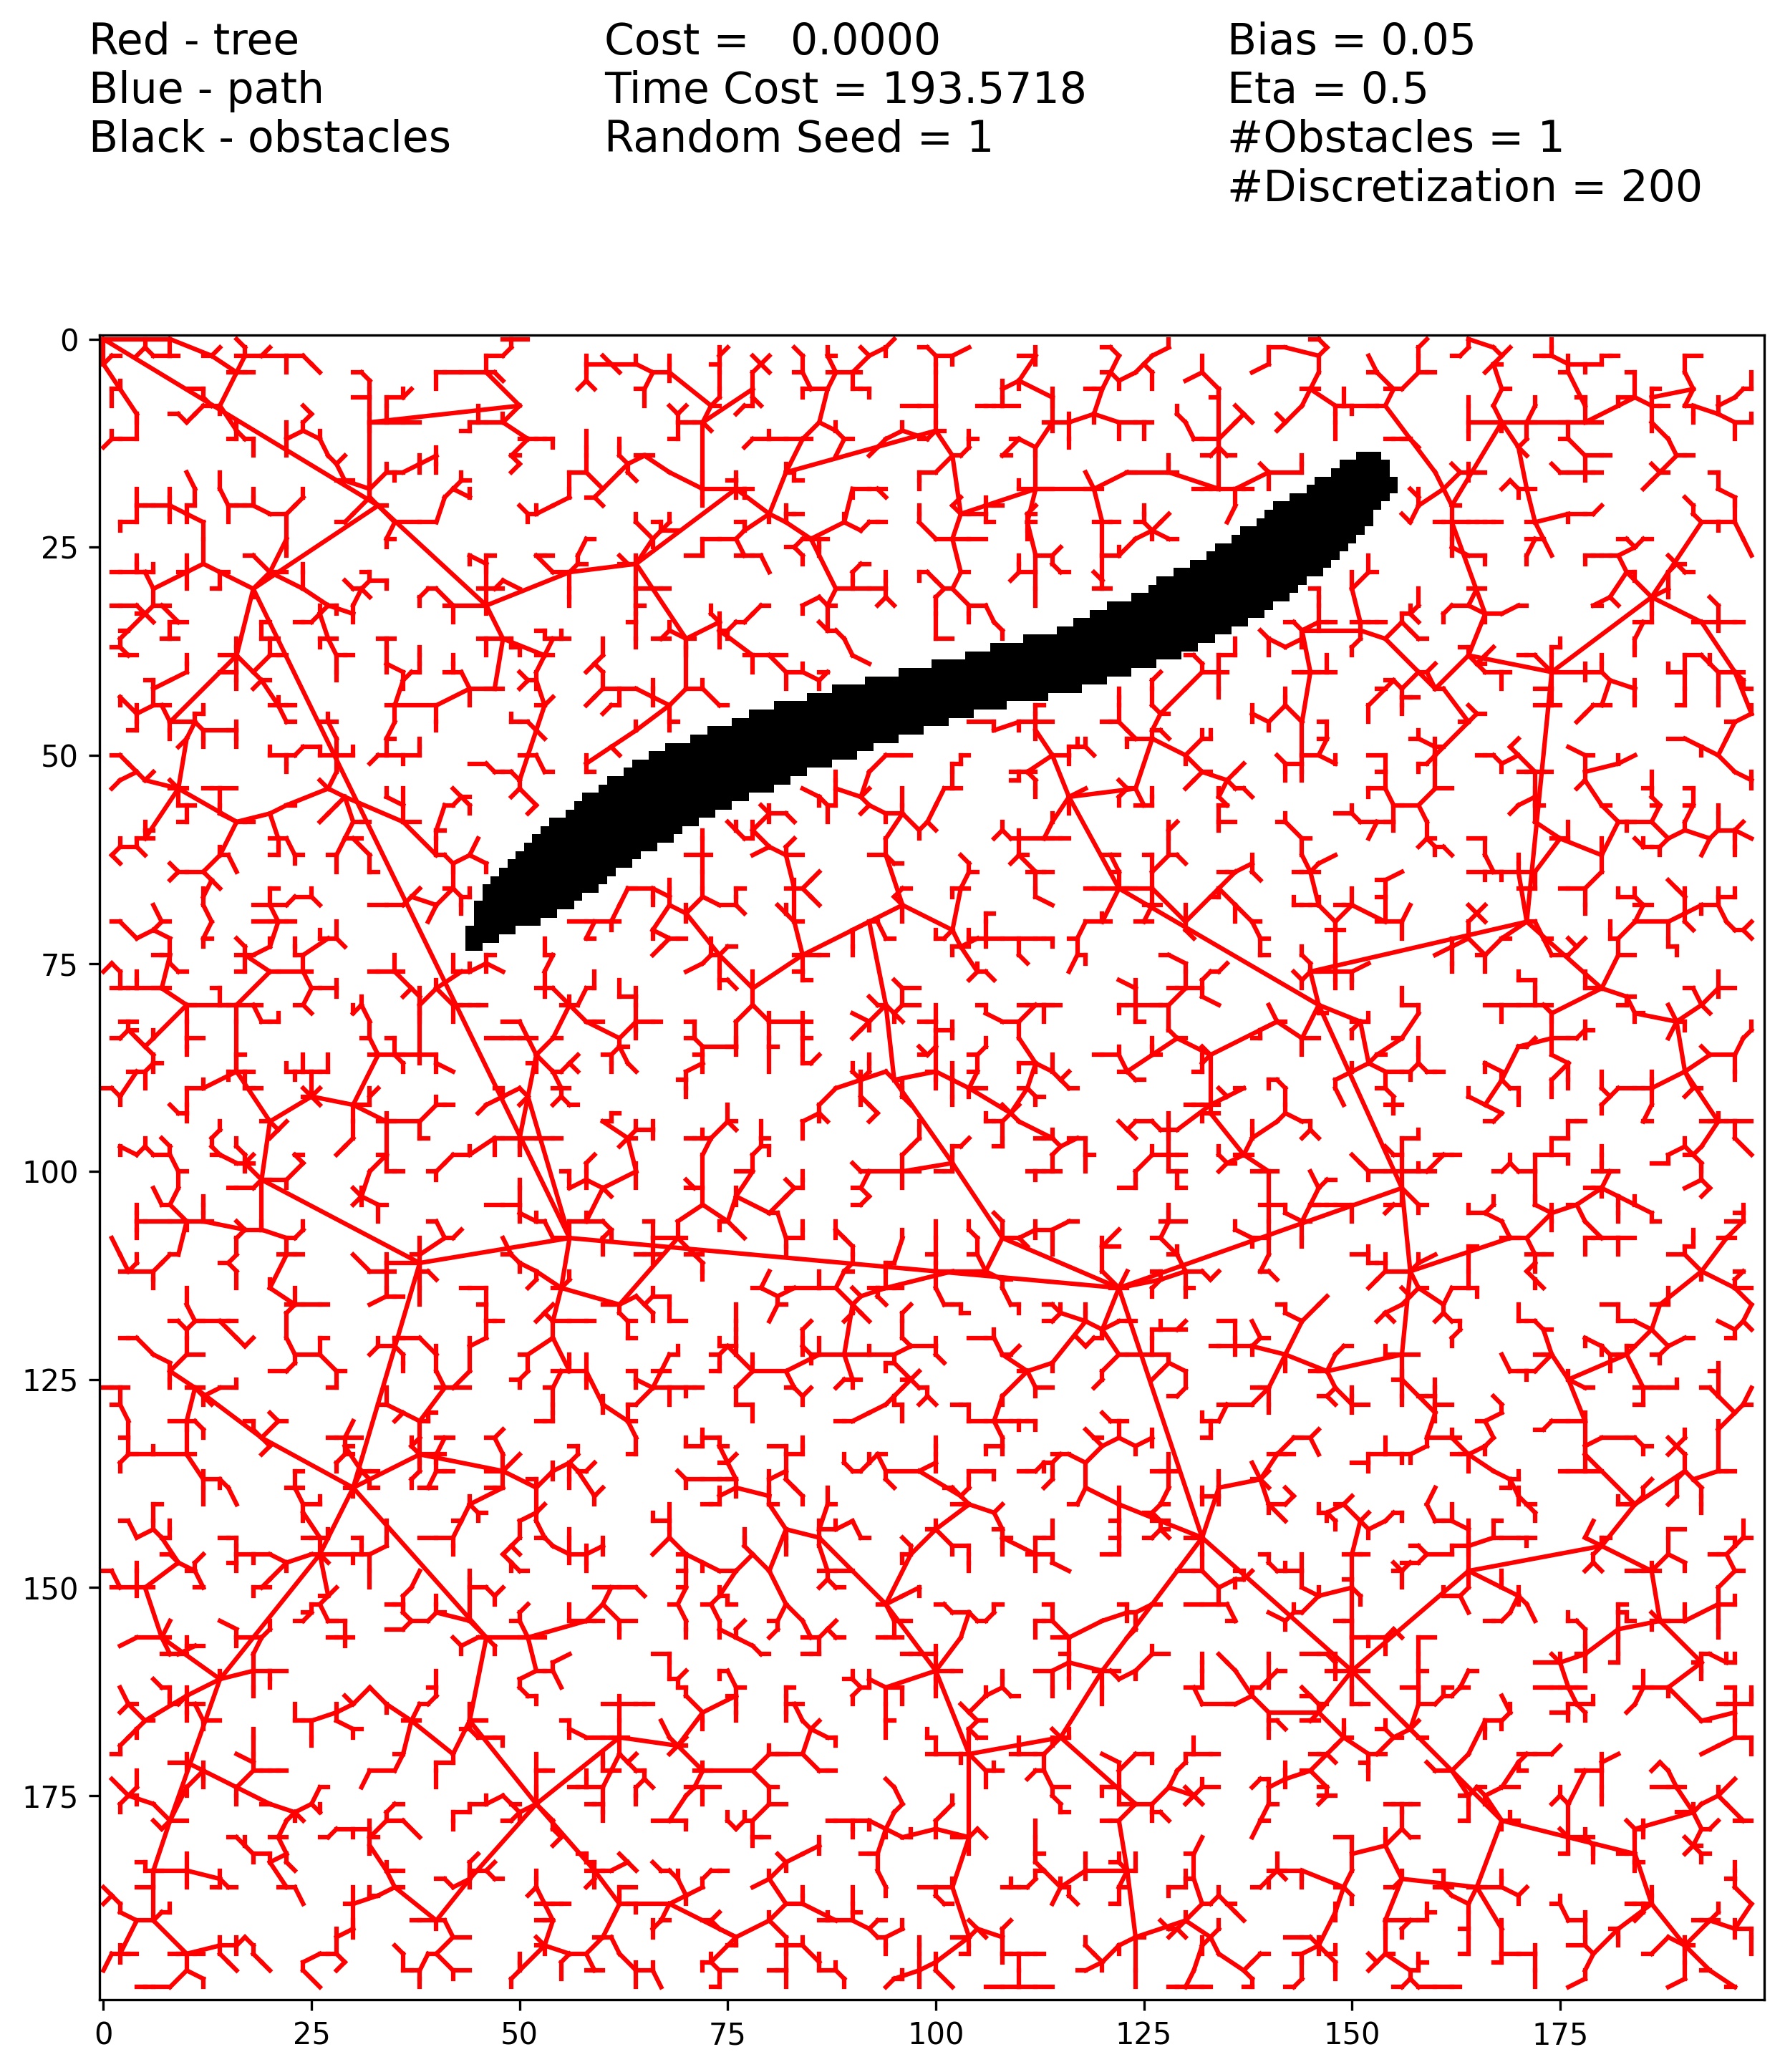 Red - tree
Blue - path
Black - obstacles
Cost =   0.0000
Time Cost = 193.5718
Random Seed = 1
Bias = 0.05
Eta = 0.5
#Obstacles = 1
#Discretization = 200
0
25
50
75
100
125
150
175
0
25
50
75
100
125
150
175